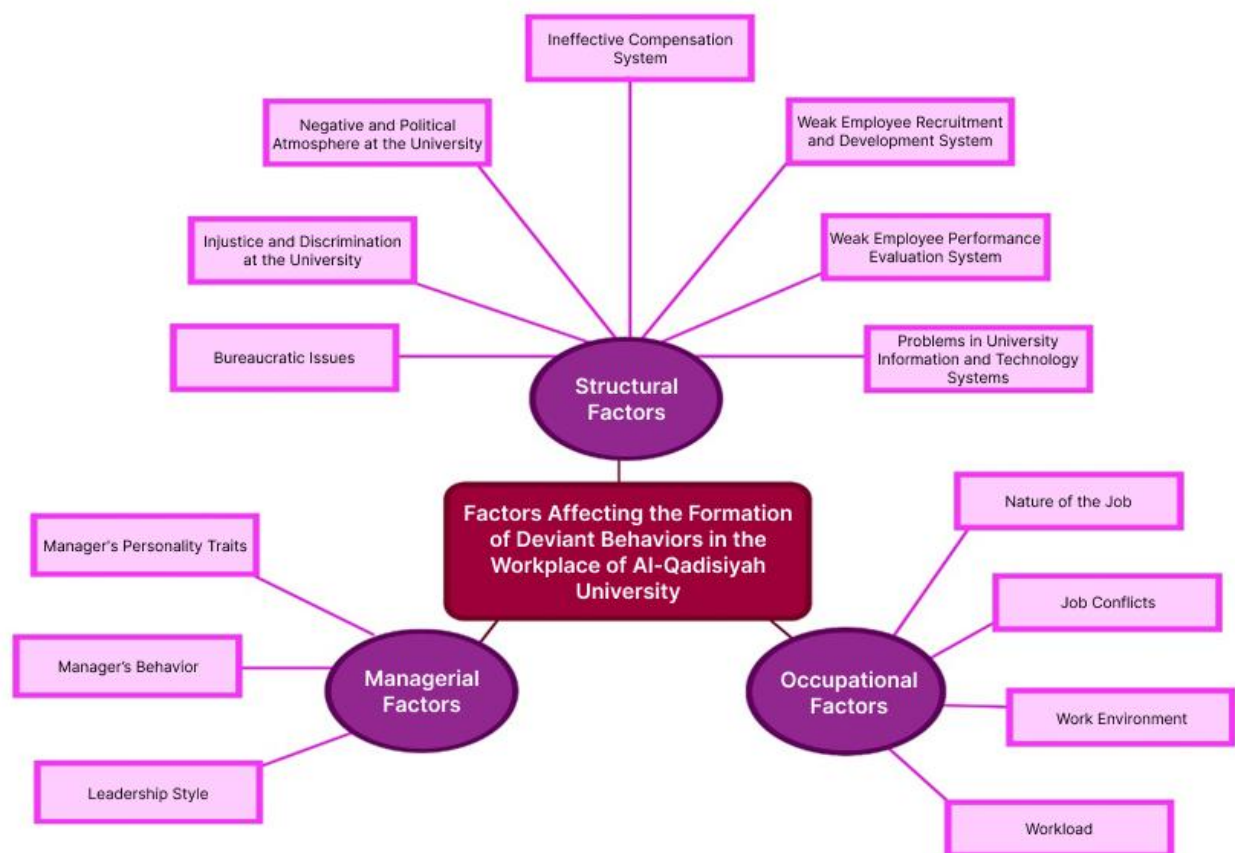 Ineffective Compensation
System
Negative and Political
Atmosphere at the University
Weak Employee Recruitment
and Development System
Injustice and Discrimination
at the University
Weak Employee Performance
Evaluation System
Bureaucratic Issues
Problems in University
Information and Technology
Systems
Structural
Factors
Factors Affecting the Formation
of Deviant Behaviors in the
Workplace of Al-Qadisiyah
University
Manager's Personality Traits
Manager’s Behavior
Leadership Style
Managerial
Factors
Occupational
Factors
Nature of the Job
Job Conflicts
Work Environment
Workload